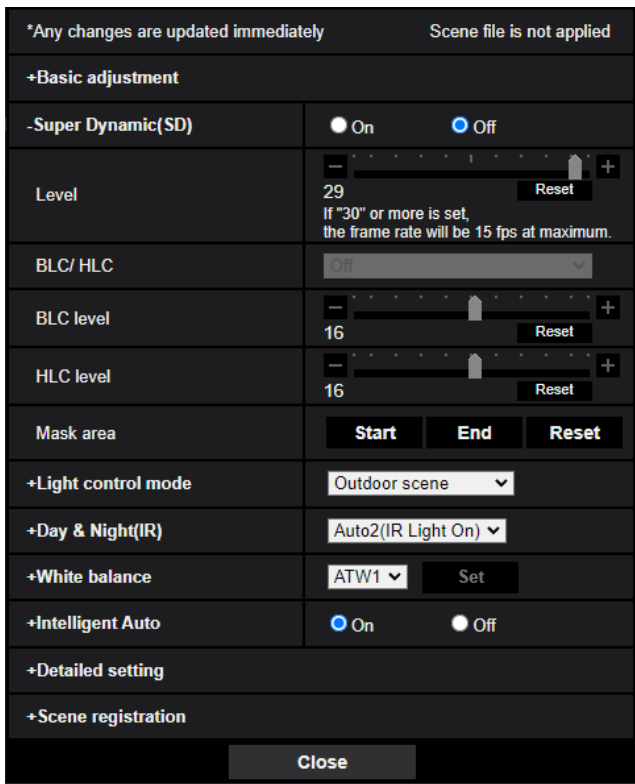 *Any changes are updated immediately Scene file is not applied
+Basic adjustment
-Super Dynamic(SD) On Off
Level
29 Reset
If "30" or more is set,
the frame rate will be 15 fps at maximum.
BLC/ HLC Off
BLC level
16 Reset
HLC level
16 Reset
Mask area Start End Reset
+Light control mode Outdoor scene
+Day & Night(IR) Auto2(IR Light On)
+White balance ATW1 Set
+Intelligent Auto On Off
+Detailed setting
+Scene registration
Close